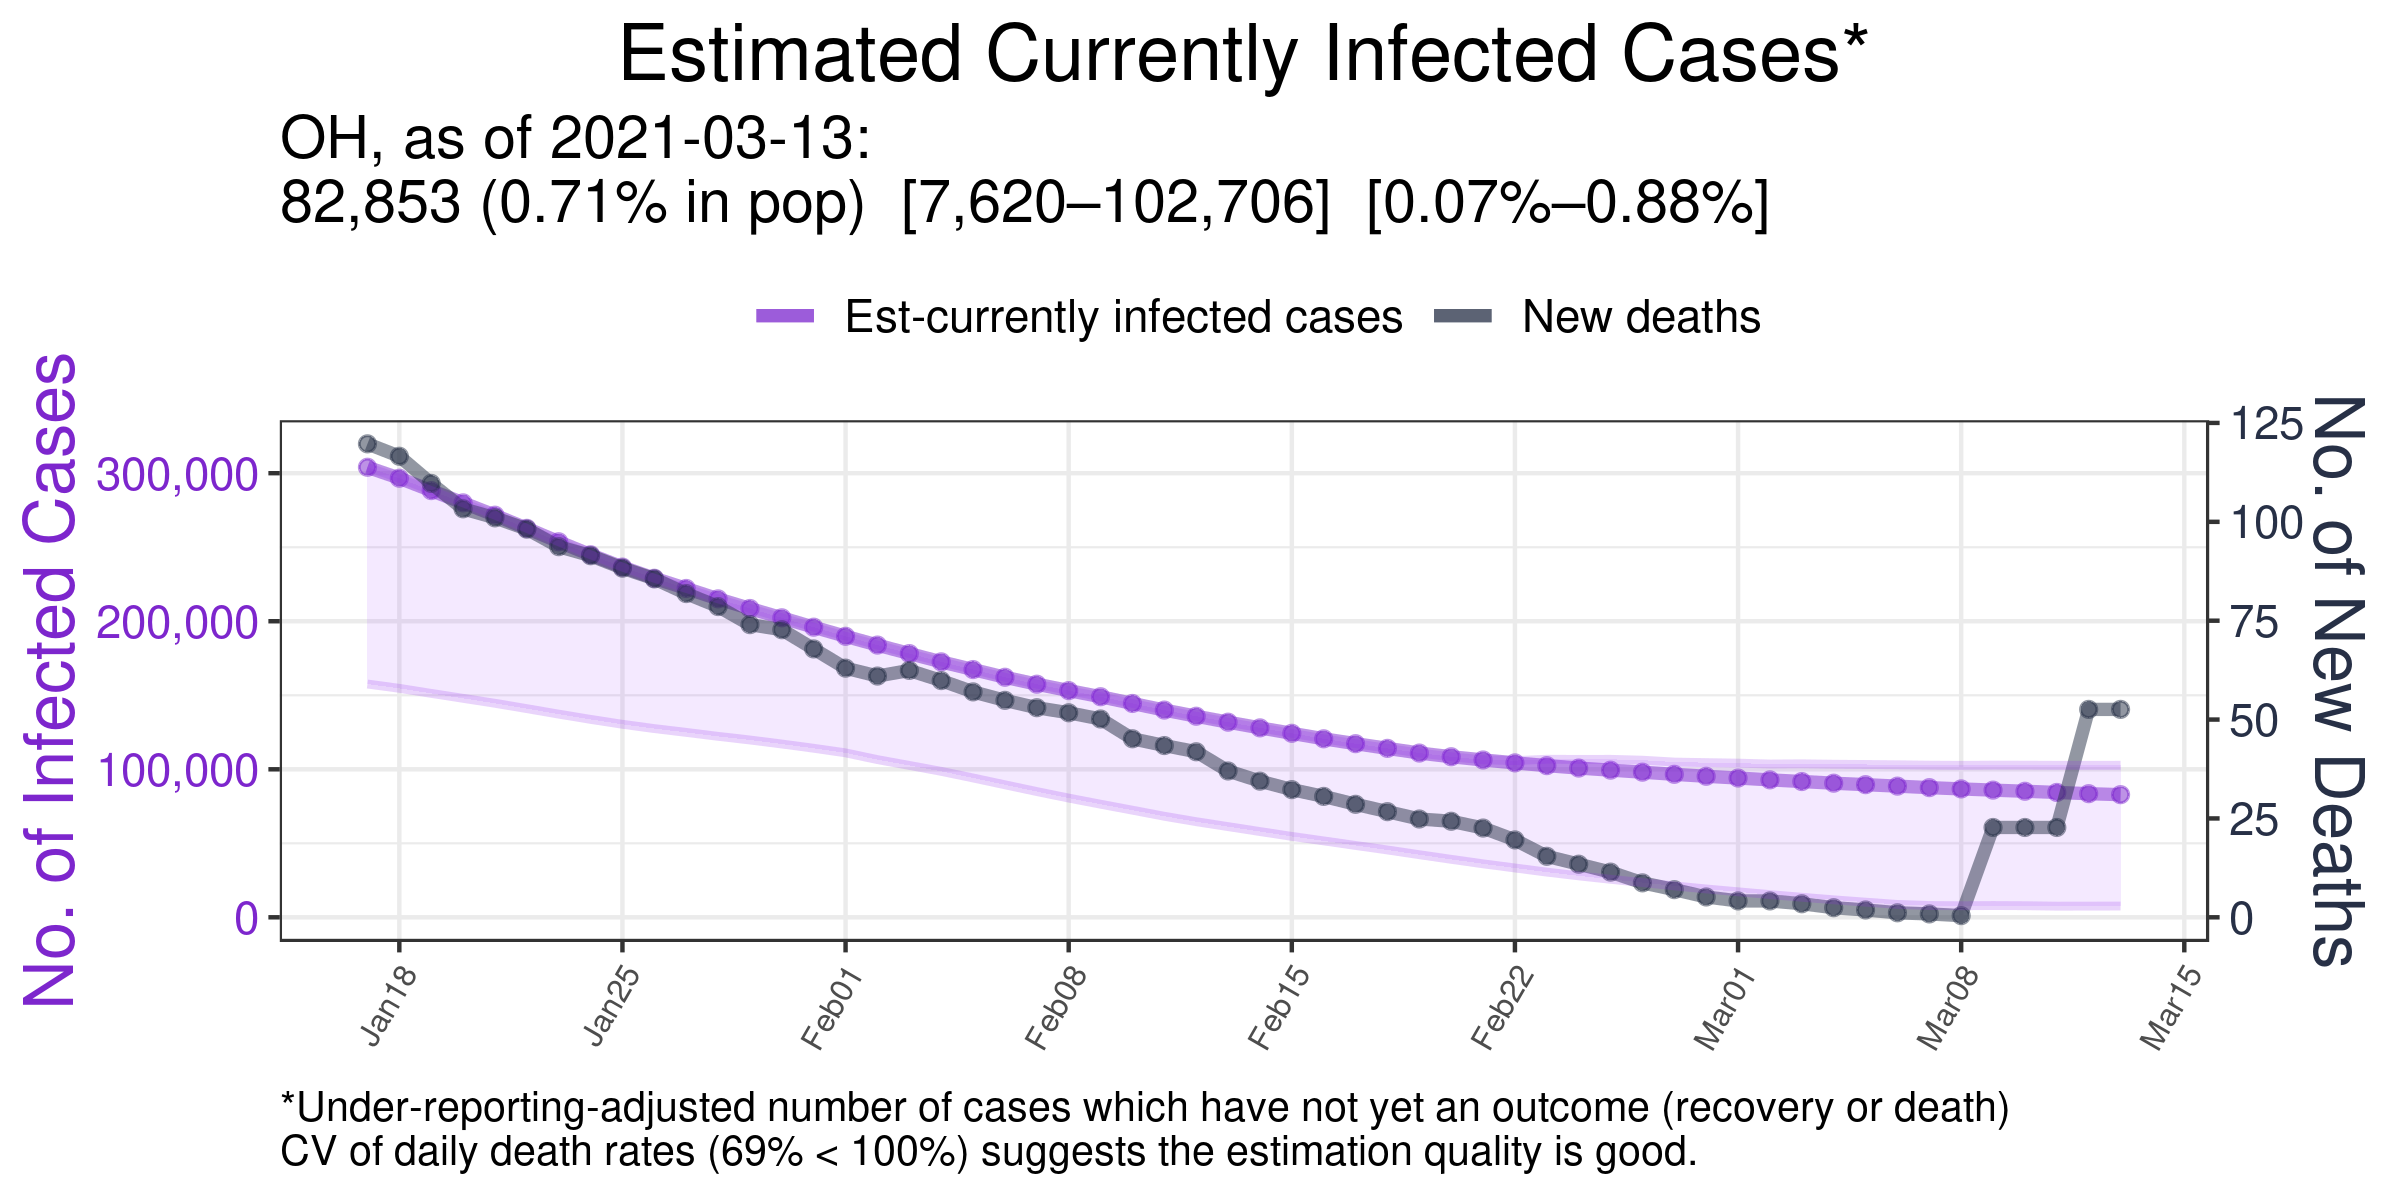 Estimated Currently Infected Cases*
OH, as of 2021-03-13:
82,853 (0.71% in pop) [7,620–102,706] [0.07%–0.88%]
Est-currently infected cases
New deaths
No. of Infected Cases
300,000
200,000
100,000
0
125
100
75
50
25
0
No. of New Deaths
Jan18
Jan25
Feb01
Feb08
Feb15
Feb22
Mar01
Mar08
Mar15
*Under-reporting-adjusted number of cases which have not yet an outcome (recovery or death)
CV of daily death rates (69% < 100%) suggests the estimation quality is good.